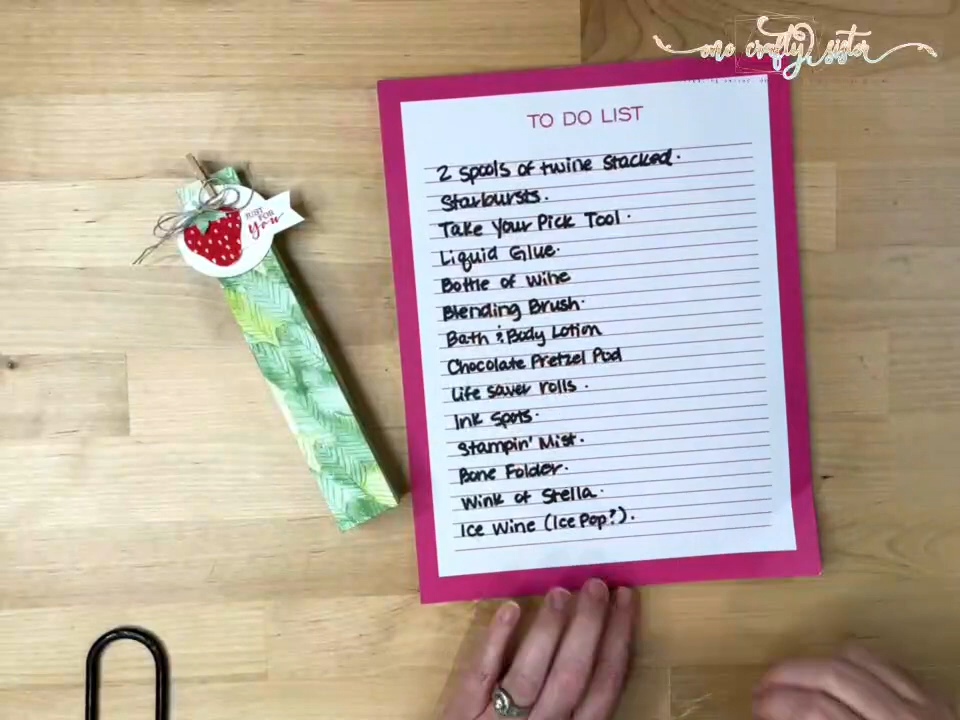 one crafty sister
TO DO LIST
2 spools of twine stacked.
Starbursts.
Take Your Pick Tool.
Liquid Glue.
Bottle of wine
Blending Brush.
Bath & Body Lotion
Chocolate Pretzel Pod
Life saver rolls.
Ink Spots.
Stampin' Mist.
Bone Folder.
Wink of Stella.
Ice Wine (Ice Pop?).
JUST
FOR
you